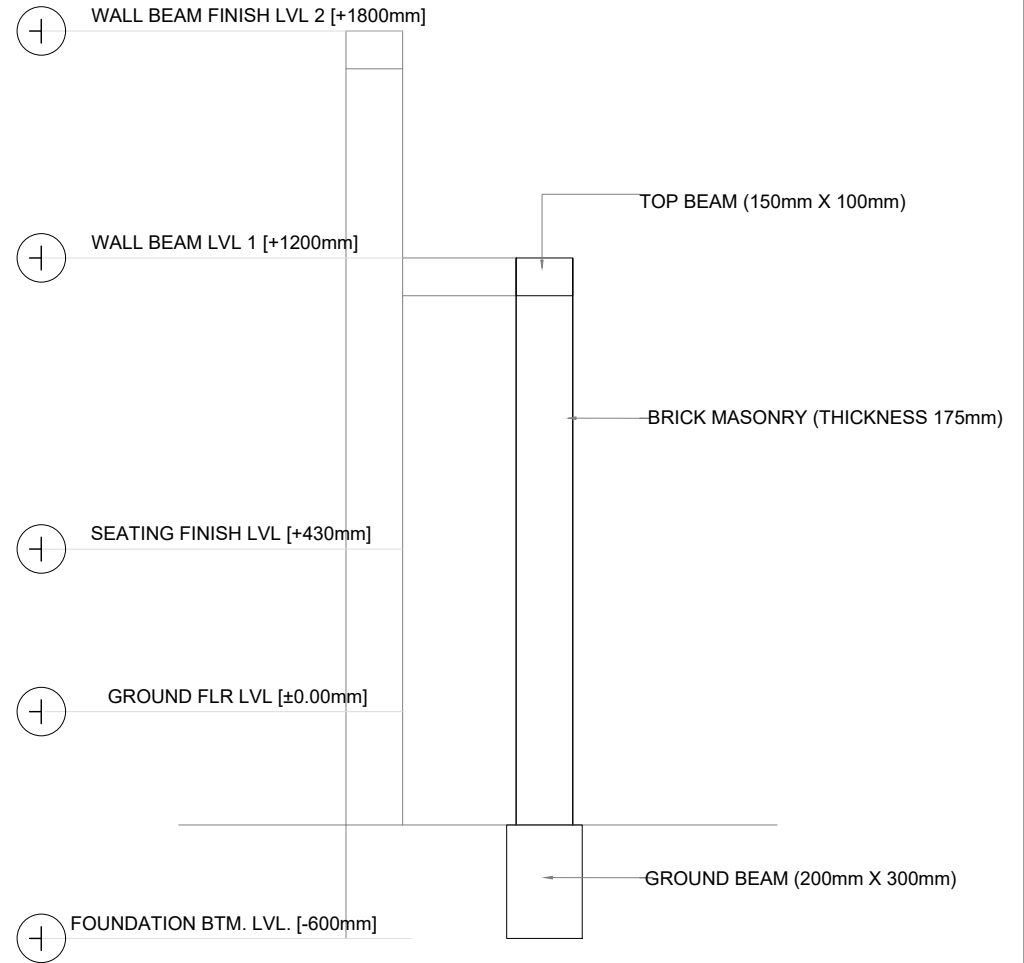 WALL BEAM FINISH LVL 2 [+1800mm]
TOP BEAM (150mm X 100mm)
WALL BEAM LVL 1 [+1200mm]
BRICK MASONRY (THICKNESS 175mm)
SEATING FINISH LVL [+430mm]
GROUND FLR LVL [±0.00mm]
GROUND BEAM (200mm X 300mm)
FOUNDATION BTM. LVL. [-600mm]